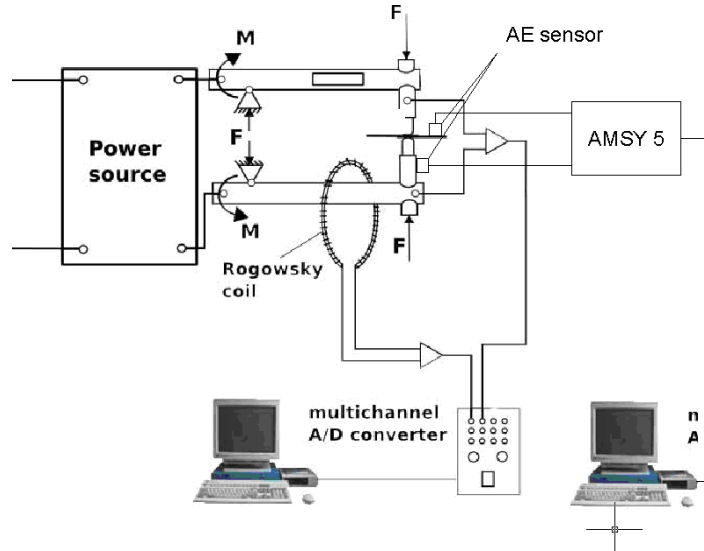 F
AE sensor
M
AMSY 5
F
Power
source
M
F
Rogowsky
coil
multichannel
A/D converter
n
A